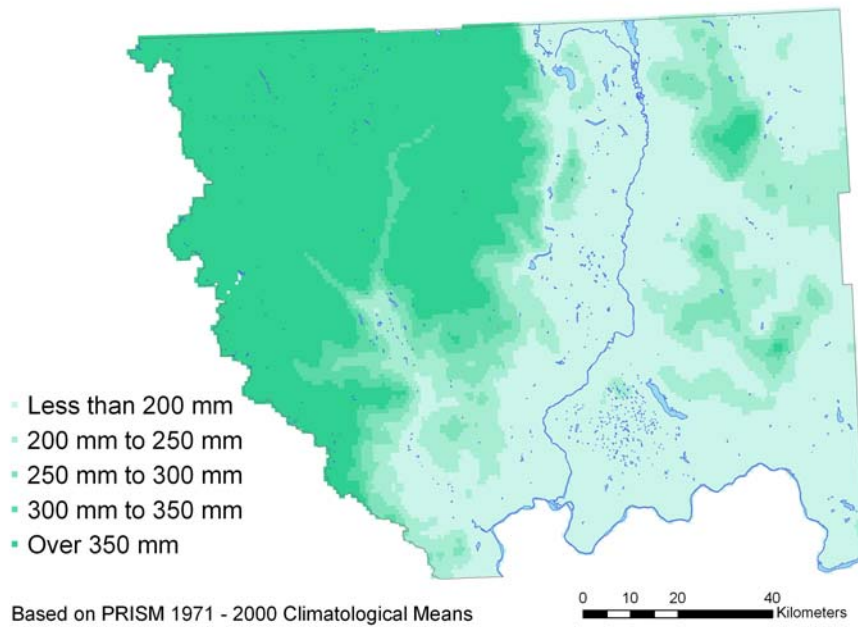 Less than 200 mm
200 mm to 250 mm
250 mm to 300 mm
300 mm to 350 mm
Over 350 mm
Based on PRISM 1971 - 2000 Climatological Means
0 10 20 40
Kilometers